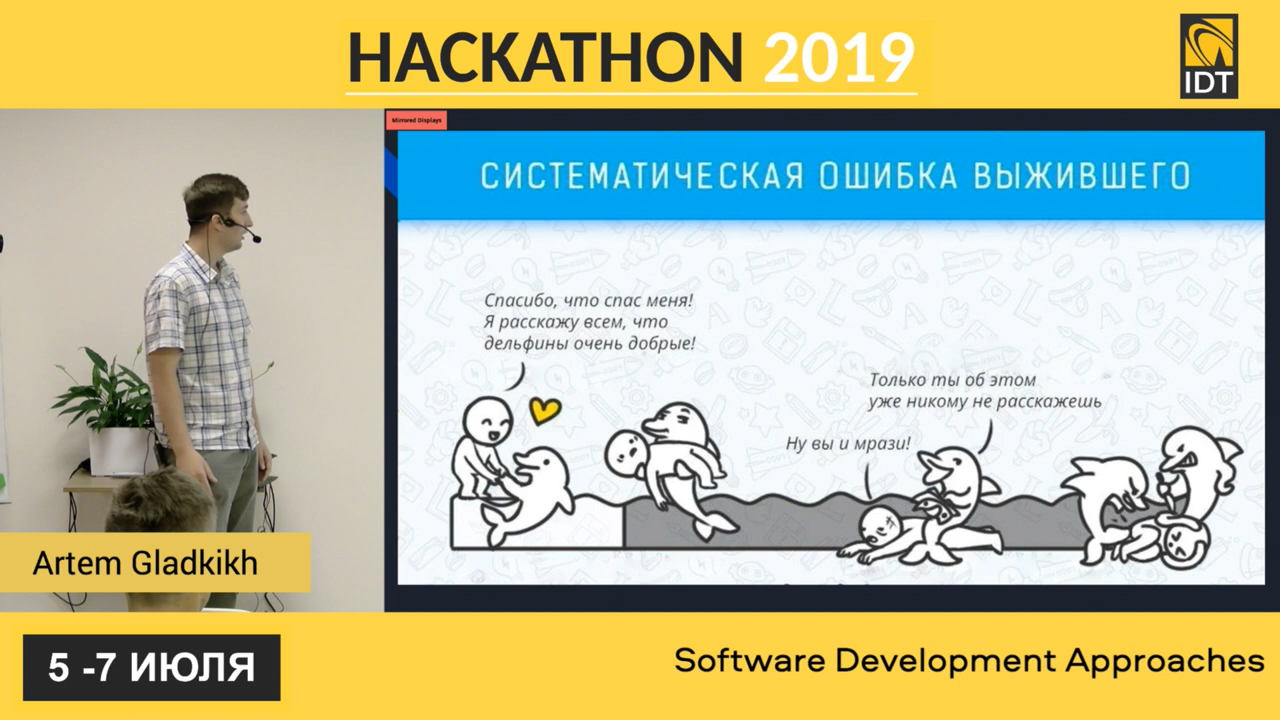 HACKATHON 2019
IDT
Mirrored Displays
СИСТЕМАТИЧЕСКАЯ ОШИБКА ВЫЖИВШЕГО
Спасибо, что спас меня!
Я расскажу всем, что
дельфины очень добрые!
Только ты об этом
уже никому не расскажешь
Ну вы и мрази!
Artem Gladkikh
5 -7 ИЮЛЯ
Software Development Approaches